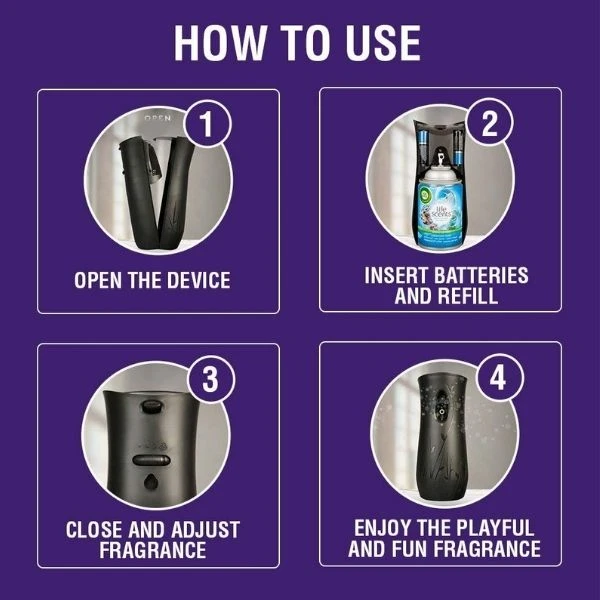 HOW TO USE
OPEN
1
OPEN THE DEVICE
2
life
scents
INSERT BATTERIES
AND REFILL
3
CLOSE AND ADJUST
FRAGRANCE
4
ENJOY THE PLAYFUL
AND FUN FRAGRANCE